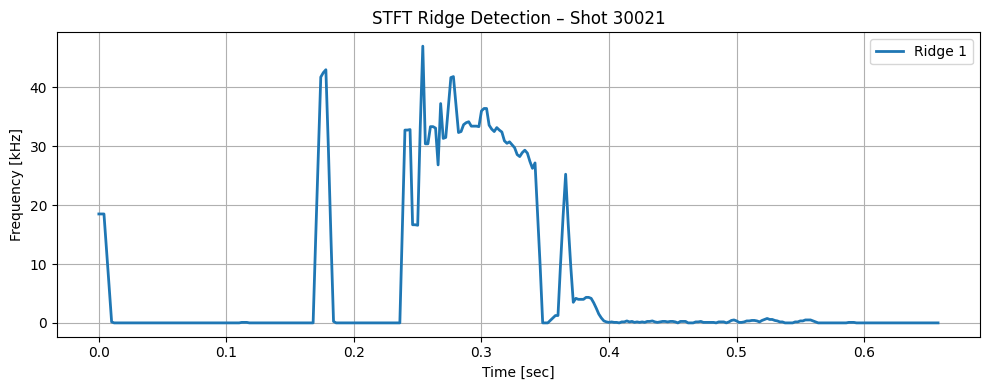 STFT Ridge Detection – Shot 30021
Ridge 1
Frequency [kHz]
40
30
20
10
0
0.0 0.1 0.2 0.3 0.4 0.5 0.6
Time [sec]